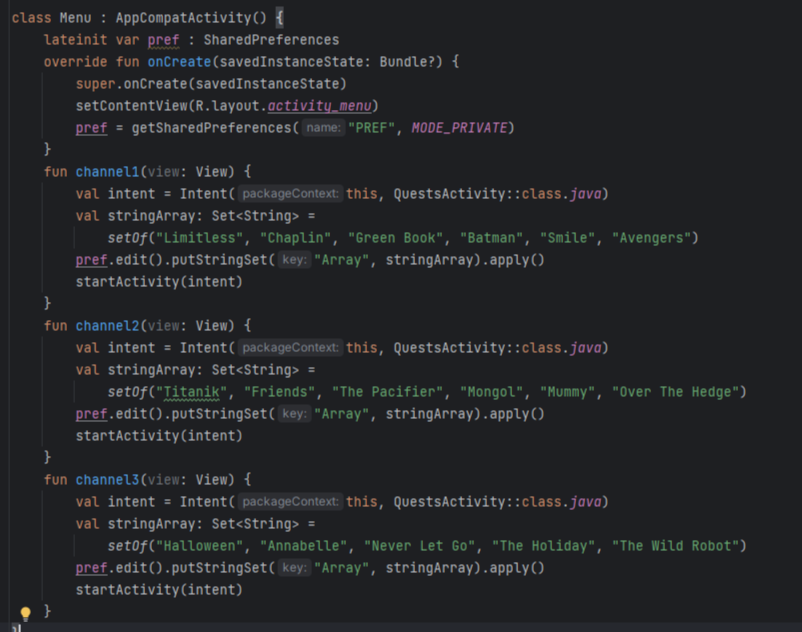 class Menu : AppCompatActivity() {
lateinit var pref : SharedPreferences
override fun onCreate(savedInstanceState: Bundle?) {
super.onCreate(savedInstanceState)
setContentView(R.layout.activity_menu)
pref = getSharedPreferences( name: "PREF", MODE_PRIVATE)
}
fun channel1(view: View) {
val intent = Intent( packageContext: this, QuestsActivity::class.java)
val stringArray: Set<String> =
setOf("Limitless", "Chaplin", "Green Book", "Batman", "Smile", "Avengers")
pref.edit().putStringSet( key: "Array", stringArray).apply()
startActivity(intent)
}
fun channel2(view: View) {
val intent = Intent( packageContext: this, QuestsActivity::class.java)
val stringArray: Set<String> =
setOf("Titanik", "Friends", "The Pacifier", "Mongol", "Mummy", "Over The Hedge")
pref.edit().putStringSet( key: "Array", stringArray).apply()
startActivity(intent)
}
fun channel3(view: View) {
val intent = Intent( packageContext: this, QuestsActivity::class.java)
val stringArray: Set<String> =
setOf("Halloween", "Annabelle", "Never Let Go", "The Holiday", "The Wild Robot")
pref.edit().putStringSet( key: "Array", stringArray).apply()
startActivity(intent)
}
}